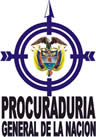 PROCURADURIA
GENERAL DE LA NACION